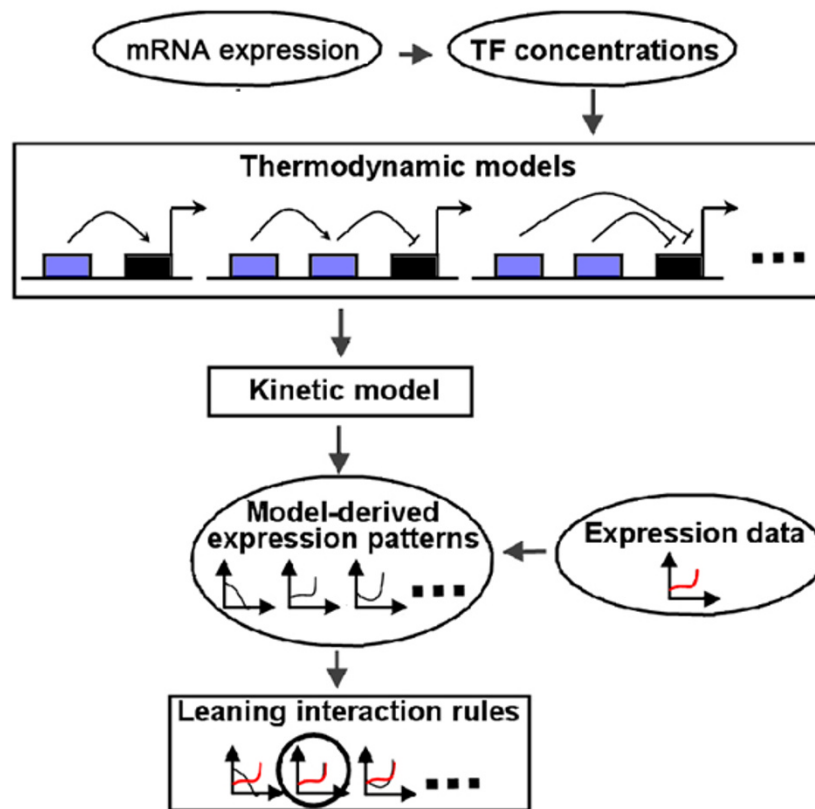 mRNA expression
TF concentrations
Thermodynamic models
Kinetic model
Model-derived
expression patterns
Expression data
Leaning interaction rules